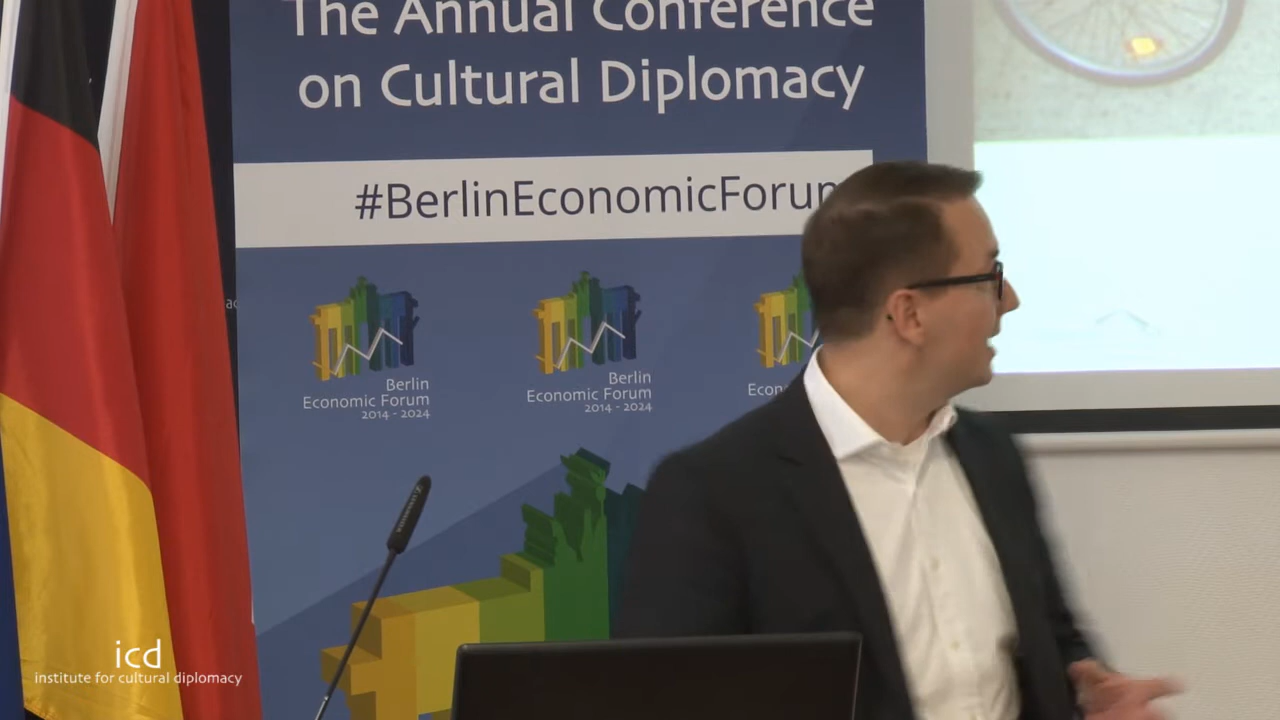 The Annual Conference
on Cultural Diplomacy
#BerlinEconomicForum
Berlin
Economic Forum
2014 - 2024
Berlin
Economic Forum
2014 - 2024
Econ
icd
institute for cultural diplomacy